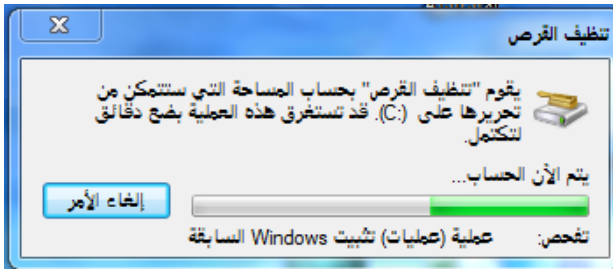 تنظيف القرص
يقوم "تنظيف القرص" بحساب المساحة التي ستتمكن من
تحريرها على (C:). قد تستغرق هذه العملية بضع دقائق
لتكتمل.
يتم الآن الحساب...
إلغاء الأمر
تفحص: عملية (عمليات) تثبيت Windows السابقة